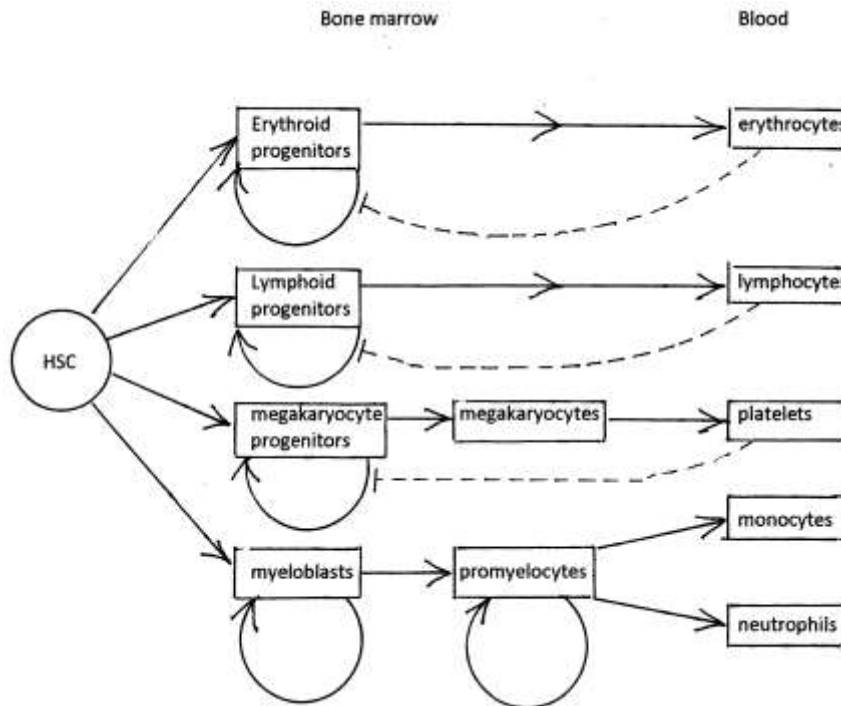 Bone marrow
Blood
Erythroid
progenitors
erythrocytes
Lymphoid
progenitors
lymphocytes
HSC
megakaryocyte
progenitors
megakaryocytes
platelets
monocytes
myeloblasts
promyelocytes
neutrophils